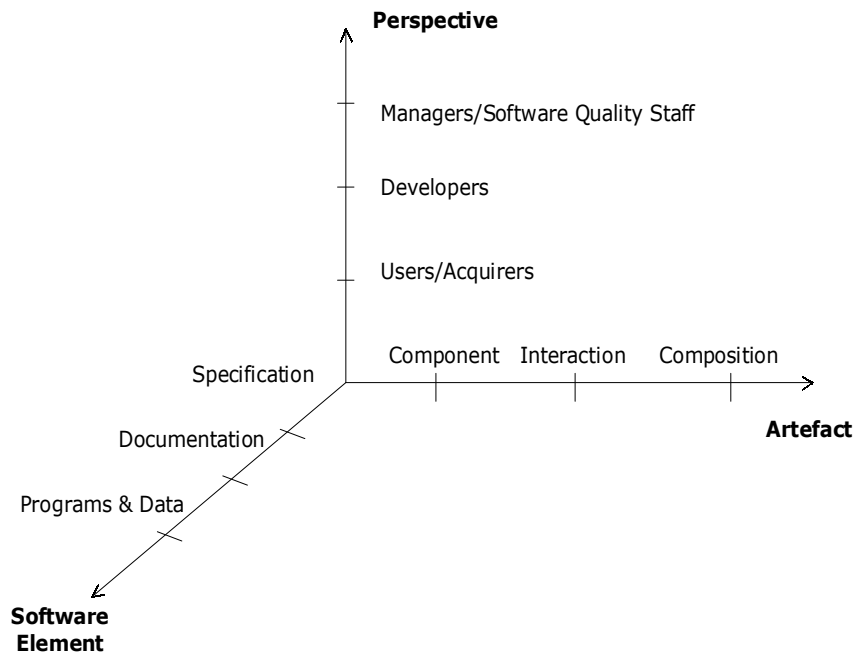 Perspective
Managers/Software Quality Staff
Developers
Users/Acquirers
Component
Interaction
Composition
Specification
Artefact
Documentation
Programs & Data
Software
Element